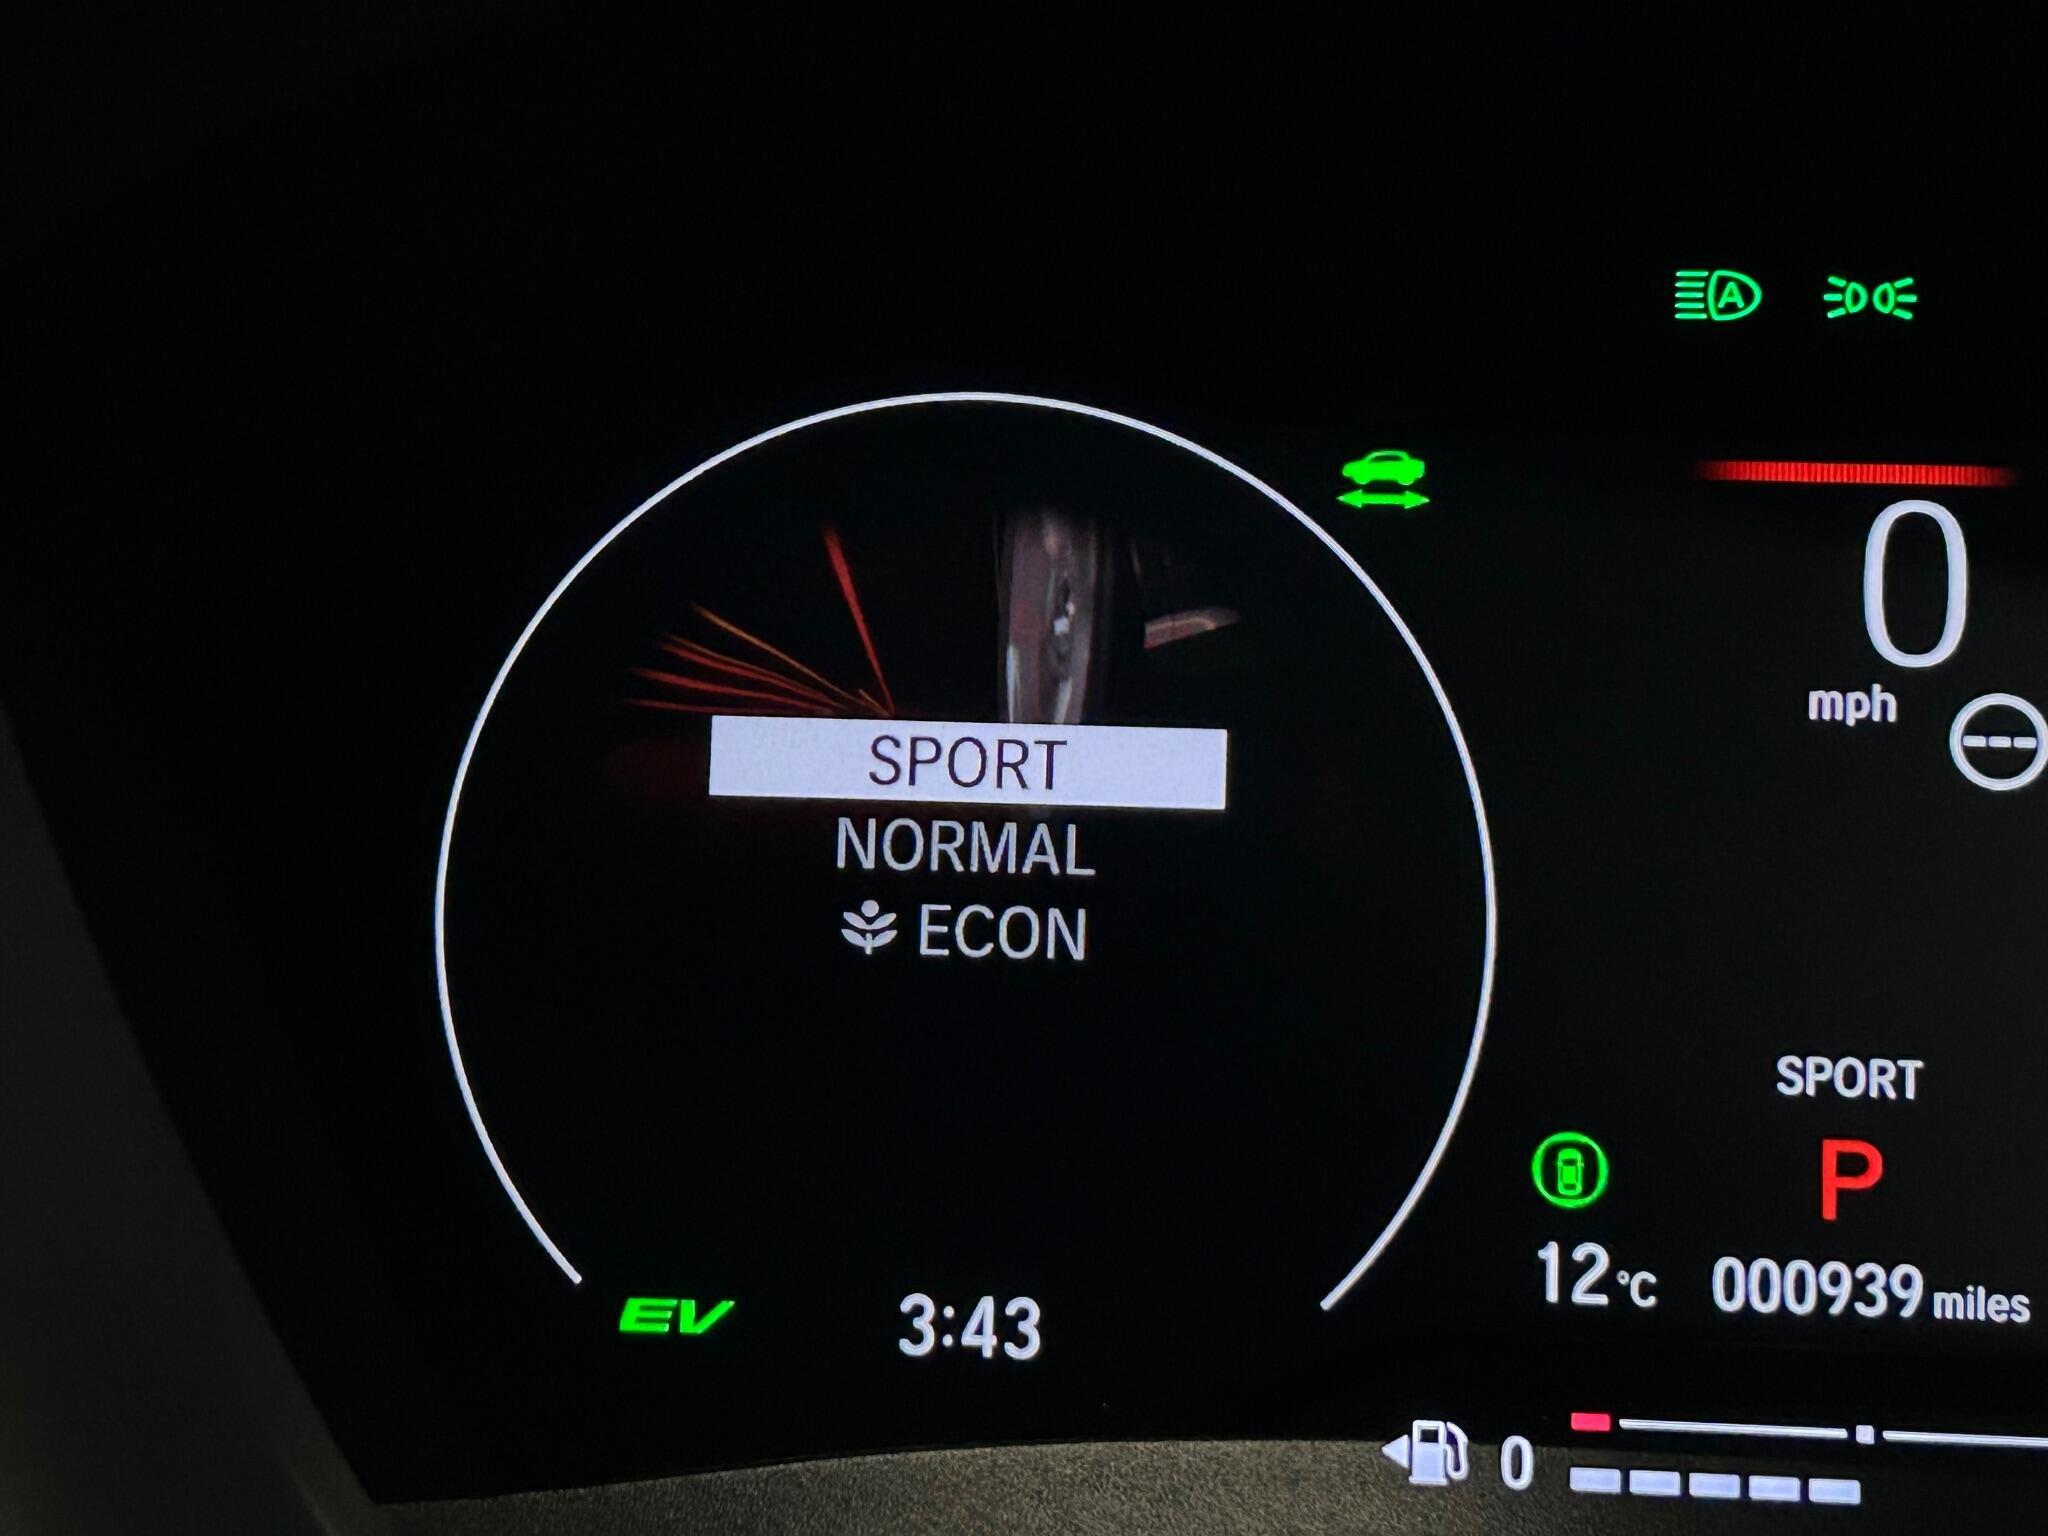 A
0
mph
---
SPORT
NORMAL
ECON
SPORT
P
12°C
000939 miles
EV
3:43
0